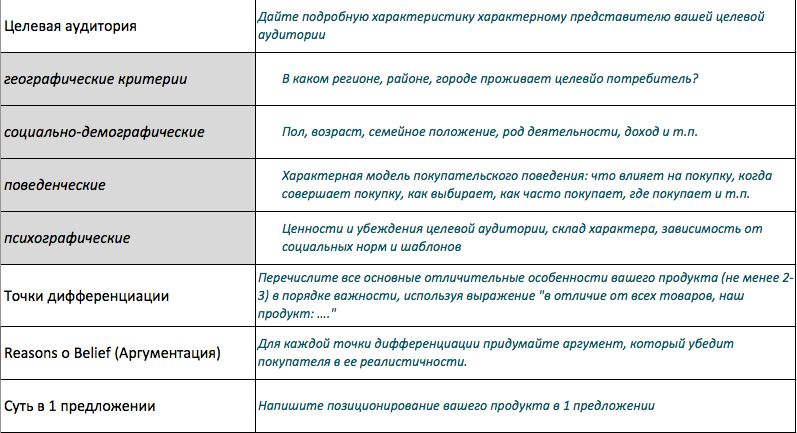 Целевая аудитория
Дайте подробную характеристику характерному представителю вашей целевой
аудитории
географические критерии
В каком регионе, районе, городе проживает целевйо потребитель?
социально-демографические
Пол, возраст, семейное положение, род деятельности, доход и т.п.
поведенческие
Характерная модель покупательского поведения: что влияет на покупку, когда
совершает покупку, как выбирает, как часто покупает, где покупает и т.п.
психографические
Ценности и убеждения целевой аудитории, склад характера, зависимость от
социальных норм и шаблонов
Точки дифференциации
Перечислите все основные отличительные особенности вашего продукта (не менее 2-
3) в порядке важности, используя выражение "в отличие от всех товаров, наш
продукт: ...."
Reasons o Belief (Аргументация)
Для каждой точки дифференциации придумайте аргумент, который убедит
покупателя в ее реалистичности.
Суть в 1 предложении
Напишите позиционирование вашего продукта в 1 предложении